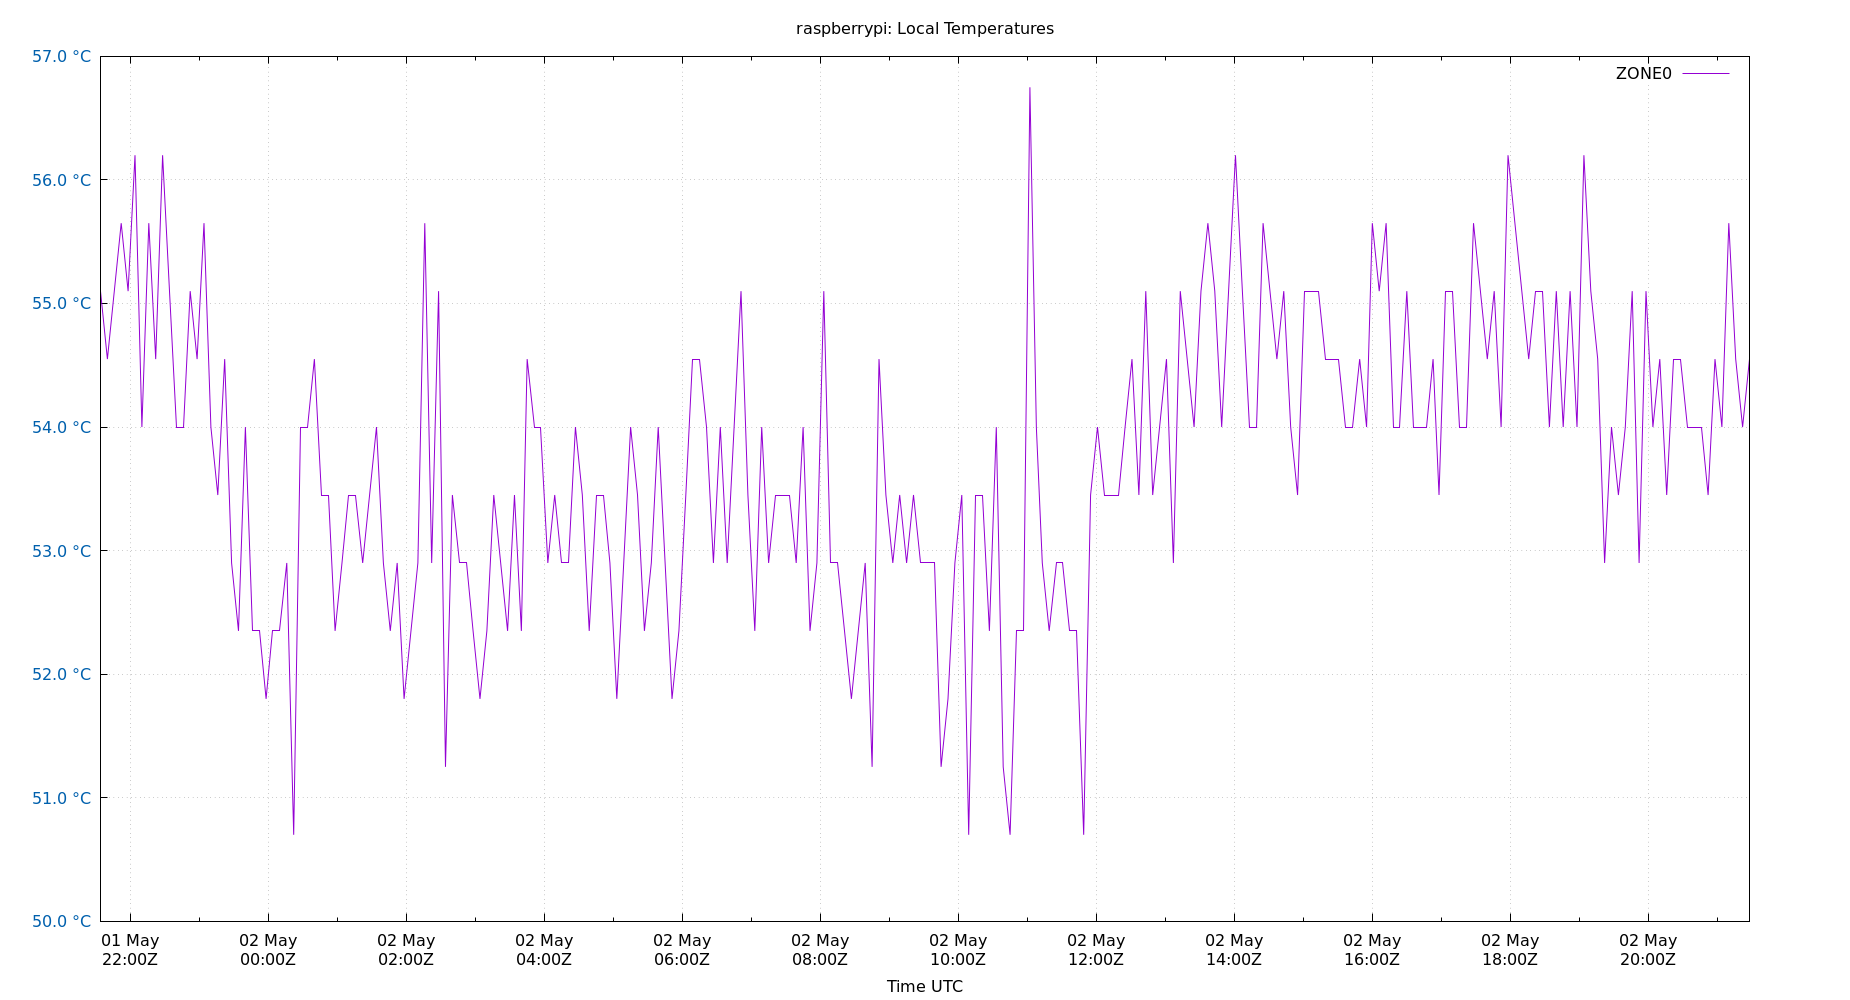 raspberrypi: Local Temperatures
57.0 °C
ZONE0
56.0 °C
55.0 °C
54.0 °C
53.0 °C
52.0 °C
51.0 °C
50.0 °C
01 May 02 May 02 May 02 May 02 May 02 May 02 May 02 May 02 May 02 May 02 May 02 May
22:00Z 00:00Z 02:00Z 04:00Z 06:00Z 08:00Z 10:00Z 12:00Z 14:00Z 16:00Z 18:00Z 20:00Z
Time UTC